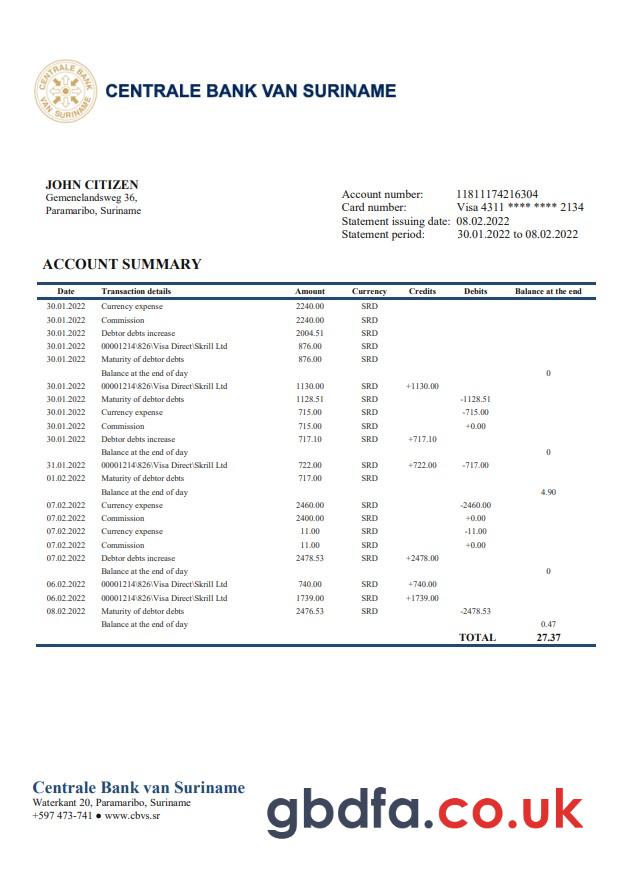 CENTRALE BANK
VAN SURINAME
CENTRALE BANK VAN SURINAME
JOHN CITIZEN
Gemenelandsweg 36,
Paramaribo, Suriname
Account number: 11811174216304
Card number: Visa 4311 **** **** 2134
Statement issuing date: 08.02.2022
Statement period: 30.01.2022 to 08.02.2022
ACCOUNT SUMMARY
Date Transaction details Amount Currency Credits Debits Balance at the end
30.01.2022 Currency expense 2240.00 SRD
30.01.2022 Commission 2240.00 SRD
30.01.2022 Debtor debts increase 2004.51 SRD
30.01.2022 00001214\826\Visa Direct\Skrill Ltd 876.00 SRD
30.01.2022 Maturity of debtor debts 876.00 SRD
Balance at the end of day 0
30.01.2022 00001214\826\Visa Direct\Skrill Ltd 1130.00 SRD +1130.00
30.01.2022 Maturity of debtor debts 1128.51 SRD -1128.51
30.01.2022 Currency expense 715.00 SRD -715.00
30.01.2022 Commission 715.00 SRD +0.00
30.01.2022 Debtor debts increase 717.10 SRD +717.10
Balance at the end of day 0
31.01.2022 00001214\826\Visa Direct\Skrill Ltd 722.00 SRD +722.00 -717.00
01.02.2022 Maturity of debtor debts 717.00 SRD
Balance at the end of day 4.90
07.02.2022 Currency expense 2460.00 SRD -2460.00
07.02.2022 Commission 2400.00 SRD +0.00
07.02.2022 Currency expense 11.00 SRD -11.00
07.02.2022 Commission 11.00 SRD +0.00
07.02.2022 Debtor debts increase 2478.53 SRD +2478.00
Balance at the end of day 0
06.02.2022 00001214\826\Visa Direct\Skrill Ltd 740.00 SRD +740.00
06.02.2022 00001214\826\Visa Direct\Skrill Ltd 1739.00 SRD +1739.00
08.02.2022 Maturity of debtor debts 2476.53 SRD -2478.53
Balance at the end of day 0.47
TOTAL 27.37
Centrale Bank van Suriname
Waterkant 20, Paramaribo, Suriname
+597 473-741 ● www.cbvs.sr
gbdfa.co.uk